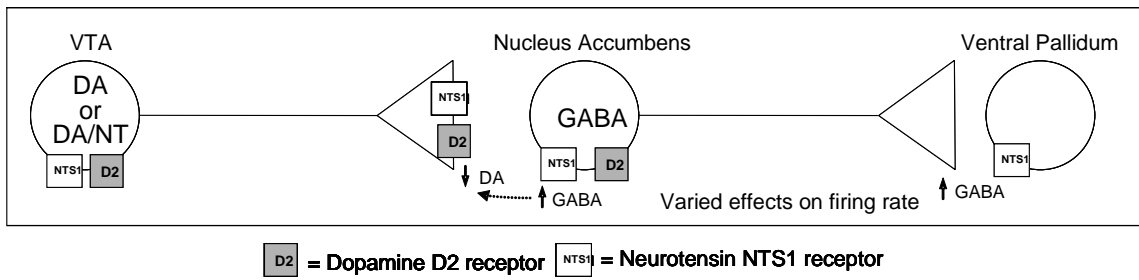 VTA
Nucleus Accumbens
Ventral Pallidum
DA
or
DA/NT
NTS1
D2
NTS1
D2
DA
GABA
NTS1
D2
GABA
Varied effects on firing rate
NTS1
GABA
D2 = Dopamine D2 receptor NTS1 = Neurotensin NTS1 receptor